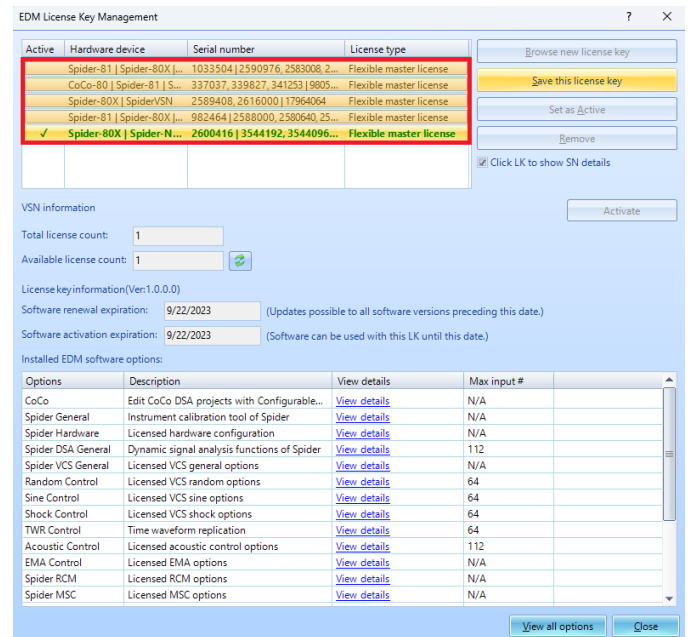 EDM License Key Management ? ×
Active Hardware device Serial number License type
Spider-81 | Spider-80X |... 1033504 | 2590976, 2583008, 2... Flexible master license
CoCo-80 | Spider-81 | S... 337037, 339827, 341253 | 9805... Flexible master license
Spider-80X | SpiderVSN 2589408, 2616000 | 17964064 Flexible master license
Spider-81 | Spider-80X |... 982464 | 2588000, 2580640, 25... Flexible master license
✓ Spider-80X | Spider-N... 2600416 | 3544192, 3544096... Flexible master license
Browse new license key
Save this license key
Set as Active
Remove
Click LK to show SN details
VSN information
Activate
Total license count: 1
Available license count: 1
License key information(Ver:1.0.0.0)
Software renewal expiration: 9/22/2023 (Updates possible to all software versions preceding this date.)
Software activation expiration: 9/22/2023 (Software can be used with this LK until this date.)
Installed EDM software options:
Options Description View details Max input #
CoCo Edit CoCo DSA projects with Configurable... View details N/A
Spider General Instrument calibration tool of Spider View details N/A
Spider Hardware Licensed hardware configuration View details N/A
Spider DSA General Dynamic signal analysis functions of Spider View details 112
Spider VCS General Licensed VCS general options View details N/A
Random Control Licensed VCS random options View details 64
Sine Control Licensed VCS sine options View details 64
Shock Control Licensed VCS shock options View details 64
TWR Control Time waveform replication View details 64
Acoustic Control Licensed acoustic control options View details 112
EMA Control Licensed EMA options View details N/A
Spider RCM Licensed RCM options View details N/A
Spider MSC Licensed MSC options View details N/A
View all options Close